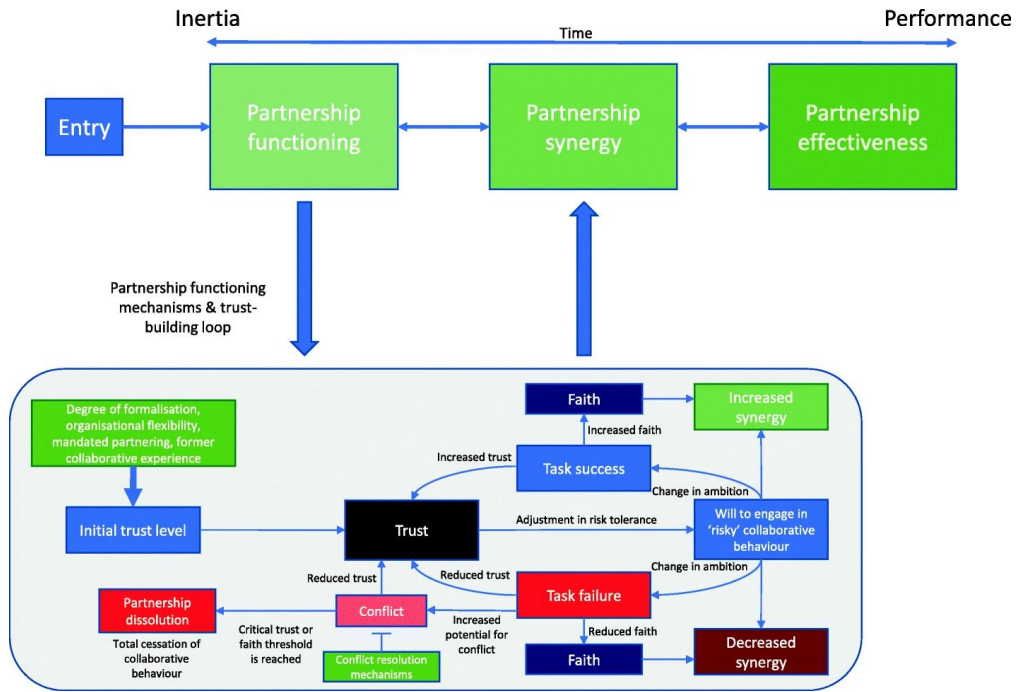 Inertia
Performance
Time
Entry
Partnership
functioning
Partnership
synergy
Partnership
effectiveness
Partnership functioning
mechanisms & trust-
building loop
Degree of formalisation,
organisational flexibility,
mandated partnering, former
collaborative experience
Faith
Increased
synergy
Increased faith
Increased trust
Task success
Change in ambition
Initial trust level
Trust
Adjustment in risk tolerance
Will to engage in
‘risky’ collaborative
behaviour
Change in ambition
Reduced trust
Reduced trust
Task failure
Partnership
dissolution
Conflict
Total cessation of
collaborative
behaviour
Critical trust or
faith threshold
is reached
Conflict resolution
mechanisms
Increased
potential for
conflict
Reduced faith
Faith
Decreased
synergy